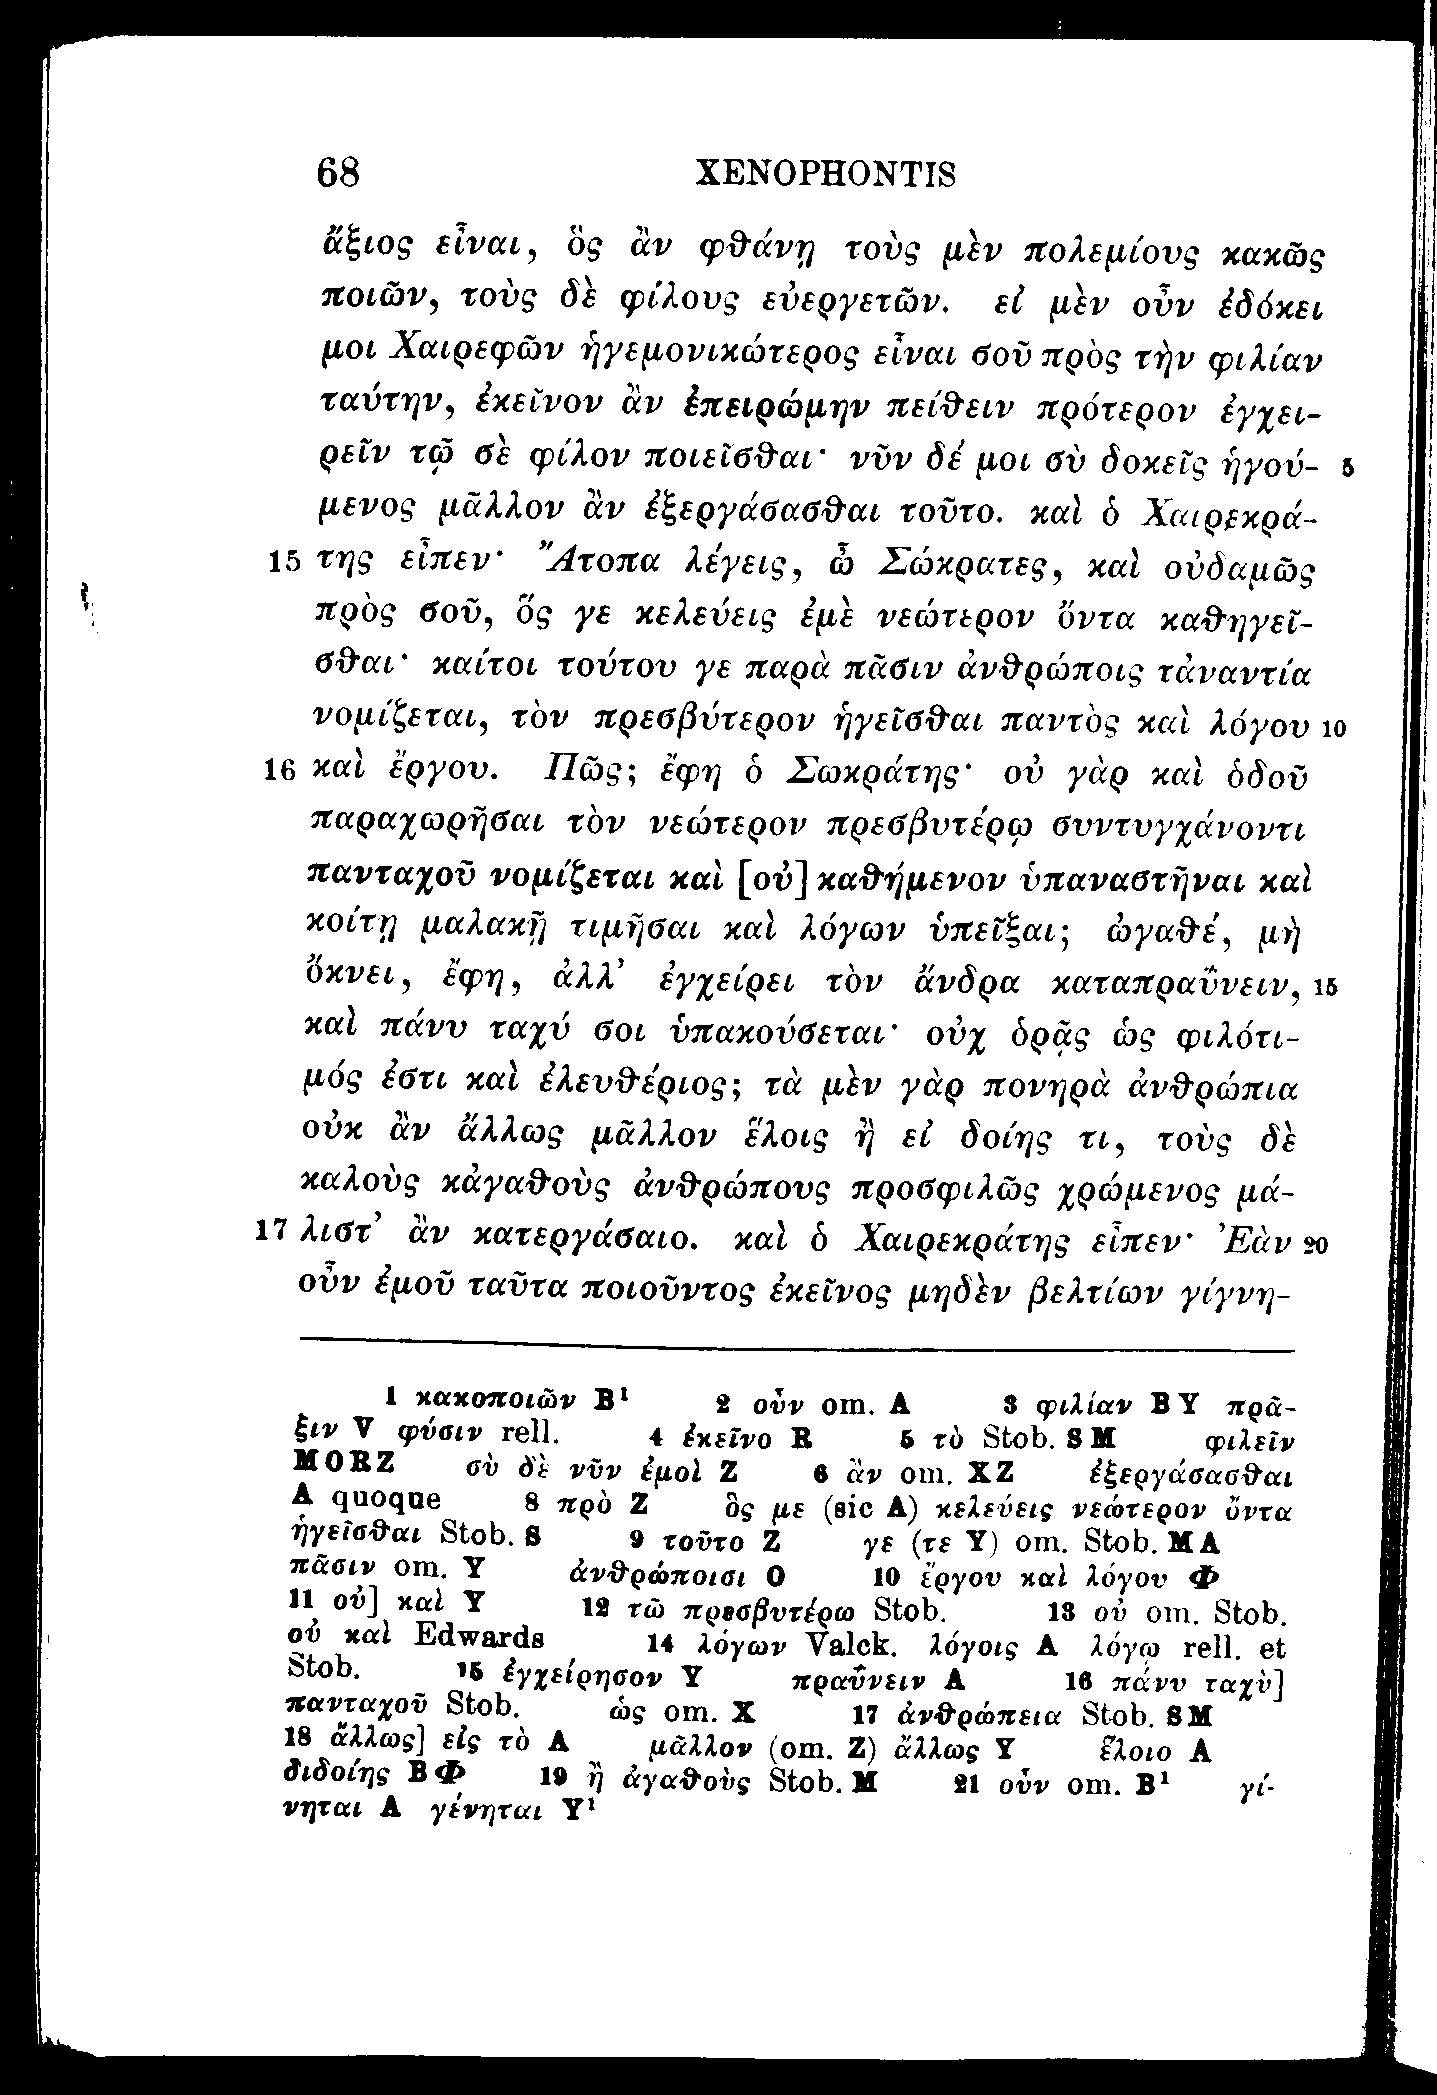 68 XENOPHONTIS
ἄξιος εἶναι, ὃς ἂν φθάνῃ τοὺς μὲν πολεμίους κακῶς
ποιῶν, τοὺς δὲ φίλους εὐεργετῶν. εἰ μὲν οὖν ἐδόκει
μοι Χαιρεφῶν ἡγεμονικώτερος εἶναι σοῦ πρὸς τὴν φιλίαν
ταύτην, ἐκεῖνον ἂν ἐπειρώμην πείθειν πρότερον ἐγχει-
ρεῖν τῷ σὲ φίλον ποιεῖσθαι· νῦν δέ μοι σὺ δοκεῖς ἡγού- 5
μενος μᾶλλον ἂν ἐξεργάσασθαι τοῦτο. καὶ ὁ Χαιρεκρά-
15 της εἶπεν· Ἄτοπα λέγεις, ὦ Σώκρατες, καὶ οὐδαμῶς
πρὸς σοῦ, ὅς γε κελεύεις ἐμὲ νεώτερον ὄντα καθηγεῖ-
σθαι· καίτοι τούτου γε παρὰ πᾶσιν ἀνθρώποις τἀναντία
νομίζεται, τὸν πρεσβύτερον ἡγεῖσθαι παντὸς καὶ λόγου 10
16 καὶ ἔργου. Πῶς; ἔφη ὁ Σωκράτης· οὐ γὰρ καὶ ὁδοῦ
παραχωρῆσαι τὸν νεώτερον πρεσβυτέρῳ συντυγχάνοντι
πανταχοῦ νομίζεται καὶ [οὐ] καθήμενον ὑπαναστῆναι καὶ
κοίτῃ μαλακῇ τιμῆσαι καὶ λόγων ὑπεῖξαι; ὠγαθέ, μὴ
ὄκνει, ἔφη, ἀλλ’ ἐγχείρει τὸν ἄνδρα καταπραΰνειν, 15
καὶ πάνυ ταχύ σοι ὑπακούσεται· οὐχ ὁρᾷς ὡς φιλότι-
μός ἐστι καὶ ἐλευθέριος; τὰ μὲν γὰρ πονηρὰ ἀνθρώπια
οὐκ ἂν ἄλλως μᾶλλον ἕλοις ἢ εἰ δοίης τι, τοὺς δὲ
καλοὺς κἀγαθοὺς ἀνθρώπους προσφιλῶς χρώμενος μά-
17 λιστ’ ἂν κατεργάσαιο. καὶ ὁ Χαιρεκράτης εἶπεν· Ἐὰν 20
οὖν ἐμοῦ ταῦτα ποιοῦντος ἐκεῖνος μηδὲν βελτίων γίγνη-
1 κακοποιῶν B¹ 2 οὖν om. A 3 φιλίαν B Y πρᾶ-
ξιν V φύσιν rell. 4 ἐκεῖνο R 5 τὸ Stob. S M φιλεῖν
MORZ σὺ δὲ νῦν ἐμοὶ Z 6 ἂν om. XZ ἐξεργάσασθαι
A quoque 8 πρὸ Z ὃς με (sic A) κελεύεις νεώτερον ὄντα
ἡγεῖσθαι Stob. S 9 τοῦτο Z γε (τε Y) om. Stob. M A
πᾶσιν om. Y ἀνθρώποισι O 10 ἔργου καὶ λόγου Φ
11 οὐ] καὶ Y 12 τῶ πρεσβυτέρω Stob. 13 οὐ om. Stob.
οὐ καὶ Edwards 14 λόγων Valck. λόγοις A λόγῳ rell. et
Stob. 15 ἐγχείρησον Y πραΰνειν A 16 πάνυ ταχὺ]
πανταχοῦ Stob. ὡς om. X 17 ἀνθρώπεια Stob. S M
18 ἄλλως] εἰς τὸ A μᾶλλον (om. Z) ἄλλως Y ἕλοιο A
διδοίης B Φ 19 ἢ ἀγαθοὺς Stob. M 21 οὖν om. B¹ γί-
νηται A γένηται Y¹